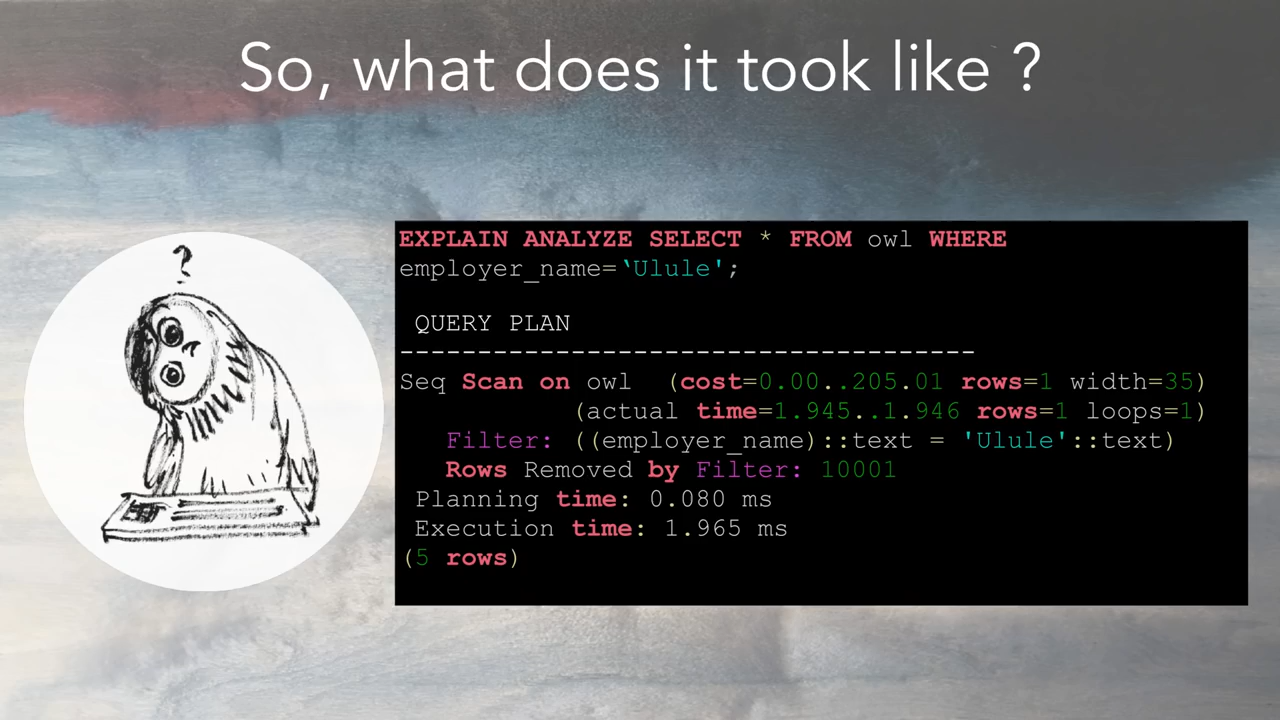 So, what does it took like ?
?
EXPLAIN ANALYZE SELECT * FROM owl WHERE
employer_name=‘Ulule';
QUERY PLAN
-------------------------------------
Seq Scan on owl  (cost=0.00..205.01 rows=1 width=35)
(actual time=1.945..1.946 rows=1 loops=1)
Filter: ((employer_name)::text = 'Ulule'::text)
Rows Removed by Filter: 10001
Planning time: 0.080 ms
Execution time: 1.965 ms
(5 rows)